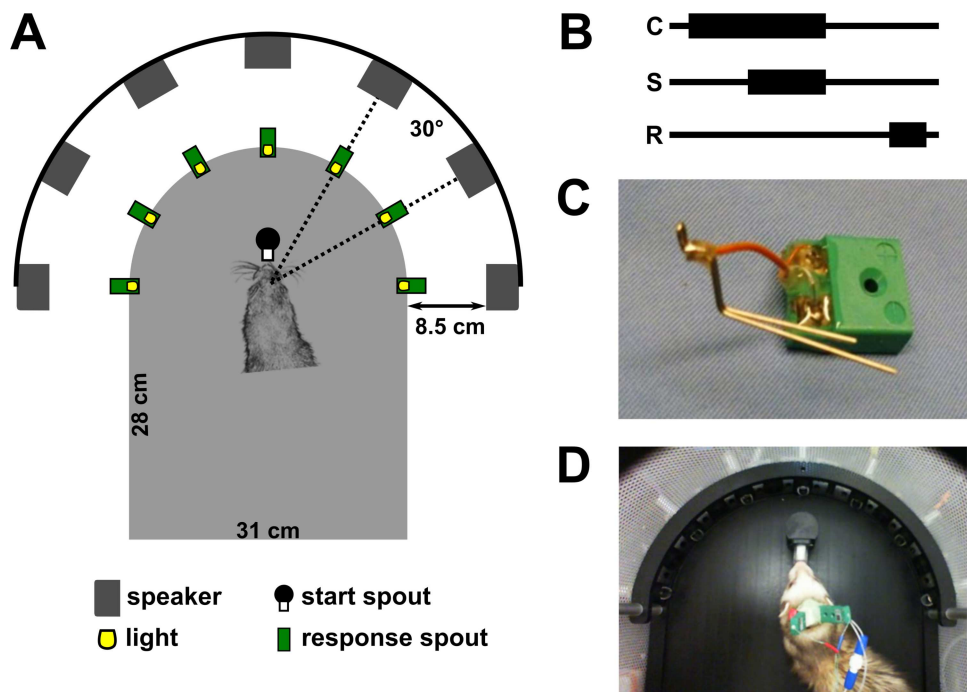 A
30°
8.5 cm
28 cm
31 cm
speaker
start spout
light
response spout
B
C
S
R
C
D